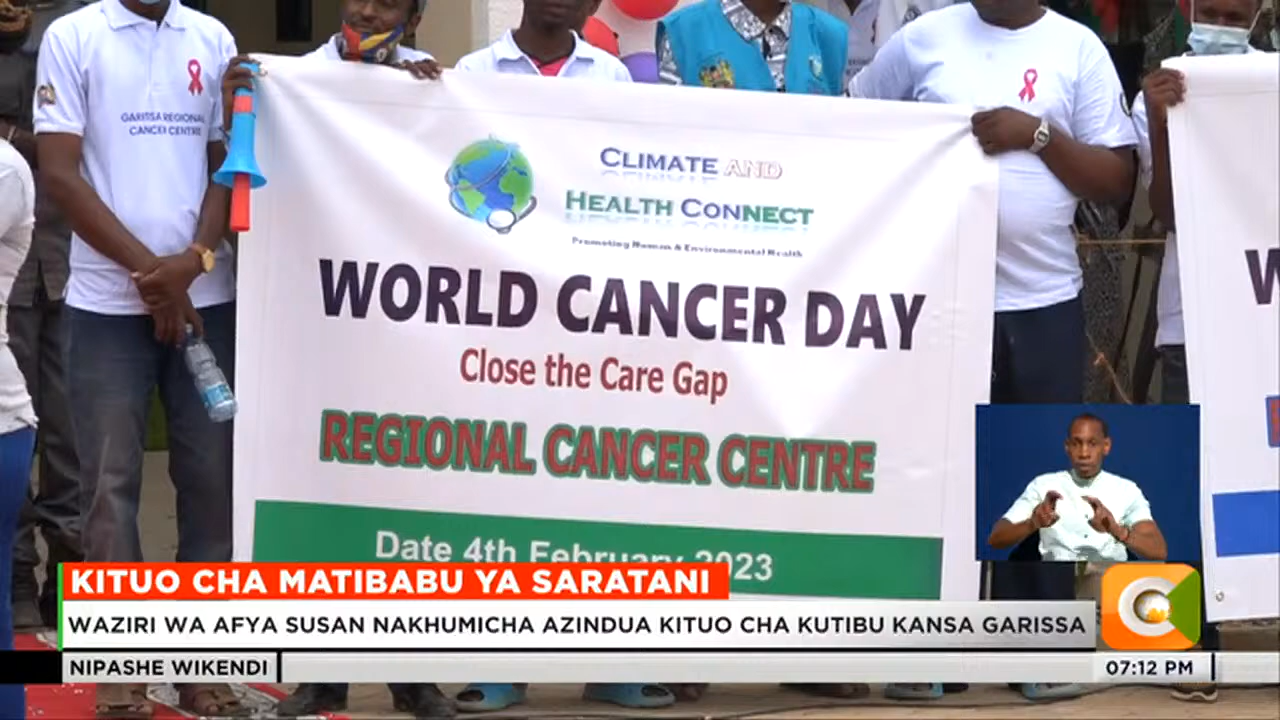 GARISSA REGIONAL
CANCER CENTRE
CLIMATE AND
HEALTH CONNECT
Promoting Human & Environmental Health
WORLD CANCER DAY
Close the Care Gap
REGIONAL CANCER CENTRE
Date 4th February 2023
KITUO CHA MATIBABU YA SARATANI
WAZIRI WA AFYA SUSAN NAKHUMICHA AZINDUA KITUO CHA KUTIBU KANSA GARISSA
NIPASHE WIKENDI
07:12 PM